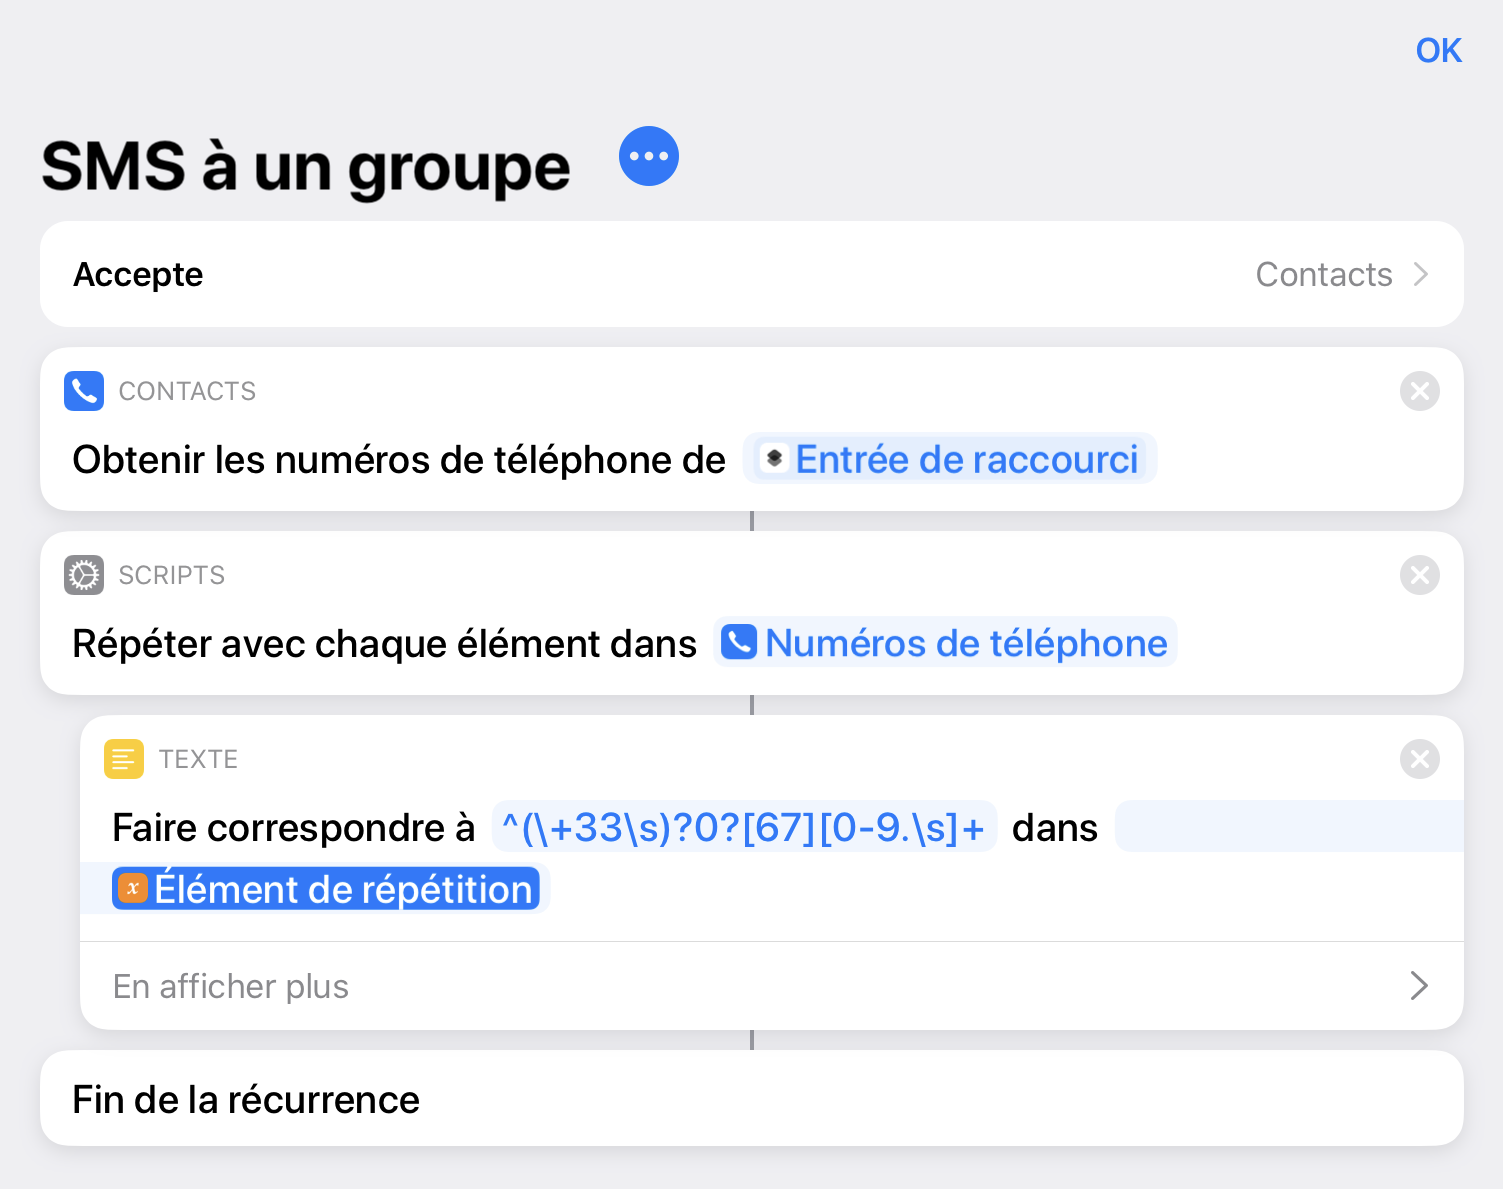 OK
SMS à un groupe
Accepte Contacts
CONTACTS
Obtenir les numéros de téléphone de Entrée de raccourci
SCRIPTS
Répéter avec chaque élément dans Numéros de téléphone
TEXTE
Faire correspondre à ^(\+33\s)?0?[67][0-9.\s]+ dans
x Élément de répétition
En afficher plus
Fin de la récurrence